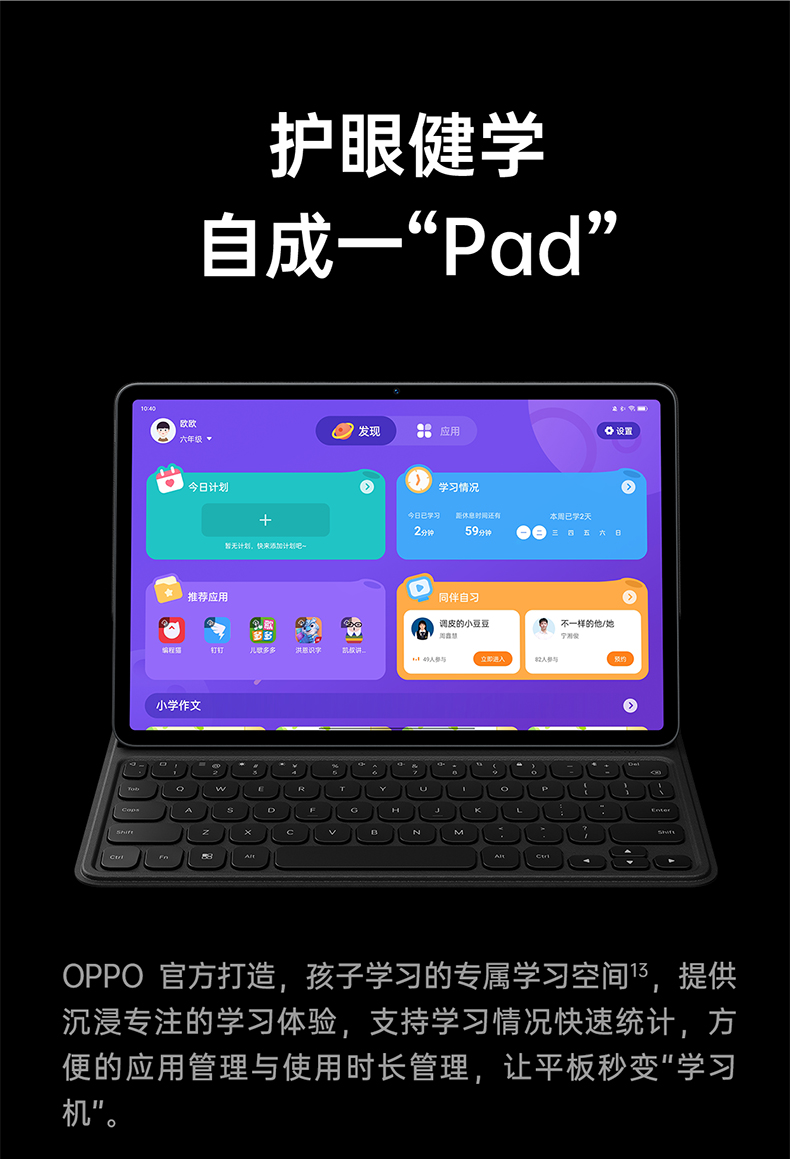 护眼健学
自成一“Pad”
10:40
欧欧
六年级
发现
应用
设置
今日计划
+
暂无计划，快来添加计划吧~
学习情况
今日已学习
距休息时间还有
本周已学2天
2分钟
59分钟
一 二 三 四 五 六 日
推荐应用
编程猫
钉钉
儿歌多多
洪恩识字
凯叔讲..
同伴自习
调皮的小豆豆
周鑫慧
49人参与
立即进入
不一样的他/她
宁湘俊
82人参与
预约
小学作文
Tab Q W E R T Y U I O P
Caps A S D F G H J K L Enter
Shift Z X C V B N M Shift
Ctrl Fn Alt Alt Ctrl
OPPO 官方打造，孩子学习的专属学习空间13，提供
沉浸专注的学习体验，支持学习情况快速统计，方
便的应用管理与使用时长管理，让平板秒变“学习
机”。